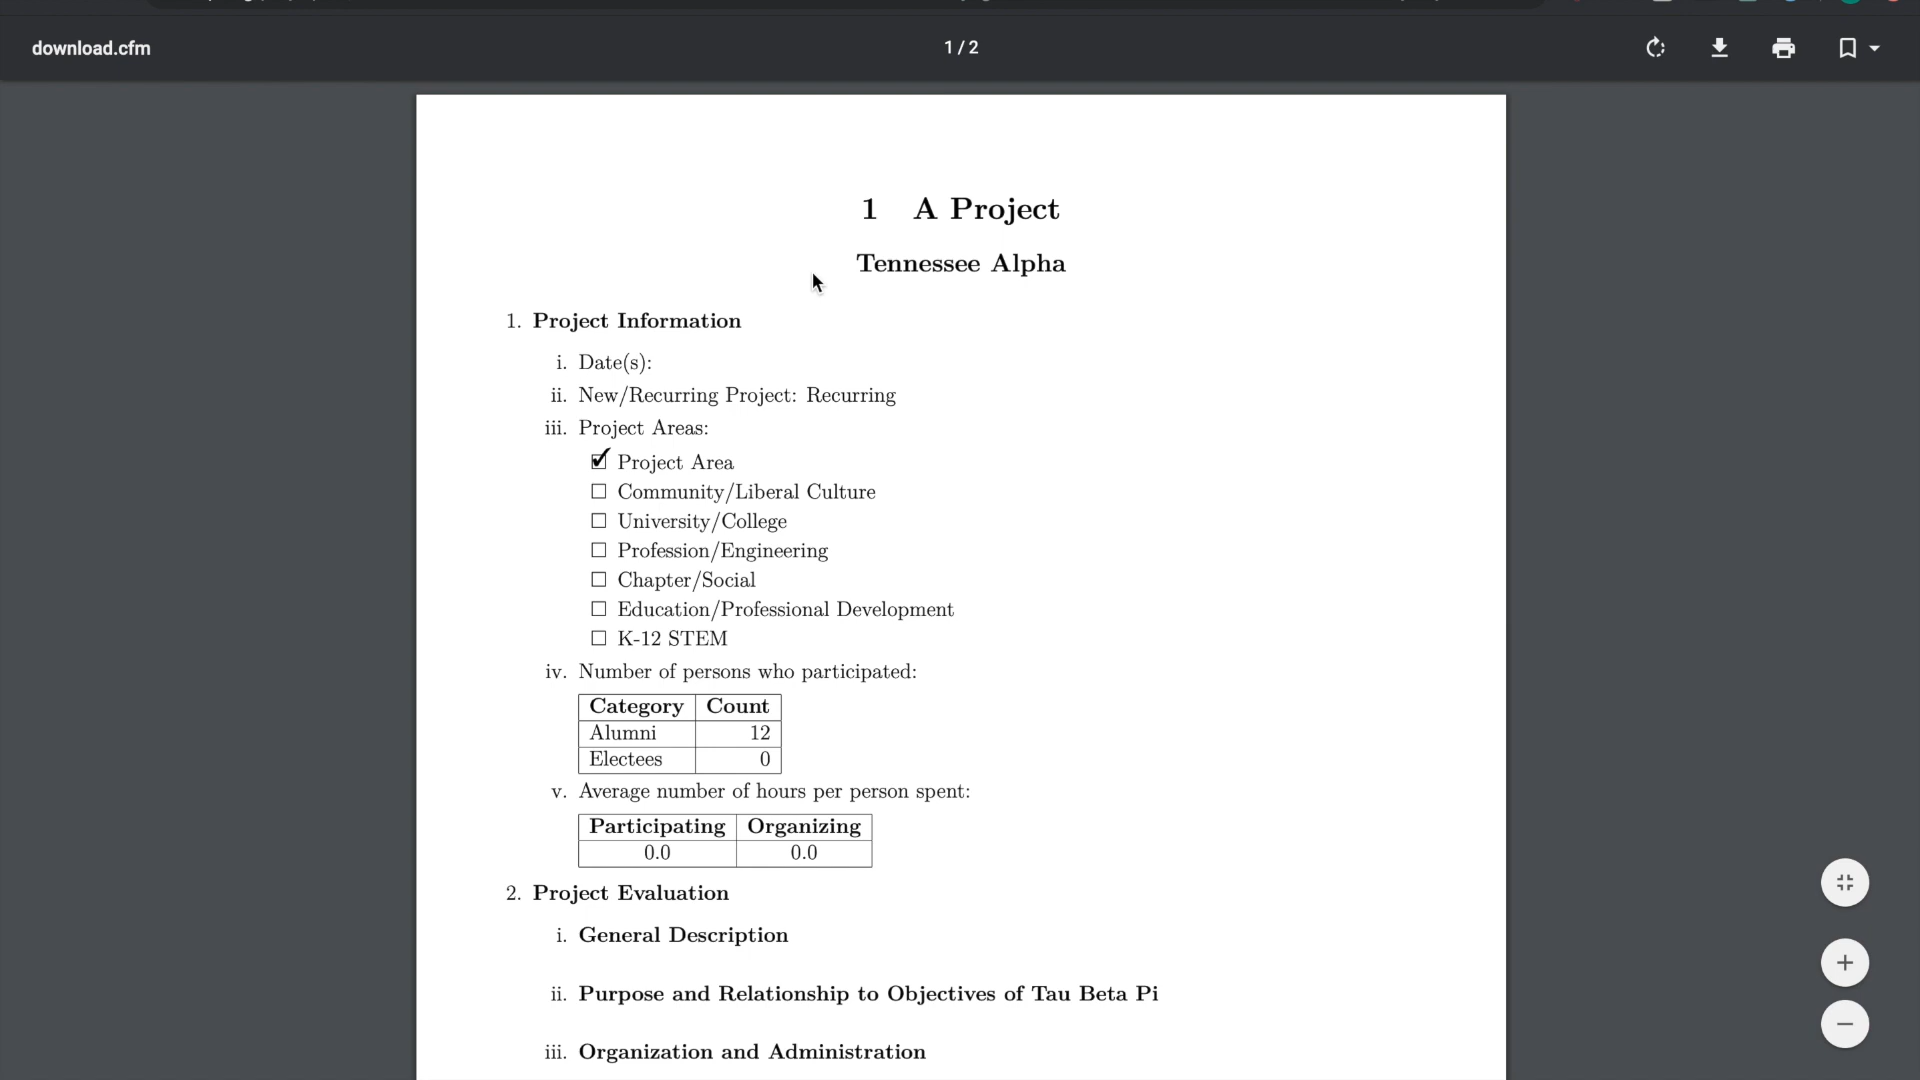 download.cfm
1 / 2
1 A Project
Tennessee Alpha
1. Project Information
i. Date(s):
ii. New/Recurring Project: Recurring
iii. Project Areas:
Project Area
Community/Liberal Culture
University/College
Profession/Engineering
Chapter/Social
Education/Professional Development
K-12 STEM
iv. Number of persons who participated:
Category Count
Alumni 12
Electees 0
v. Average number of hours per person spent:
Participating Organizing
0.0 0.0
2. Project Evaluation
i. General Description
ii. Purpose and Relationship to Objectives of Tau Beta Pi
iii. Organization and Administration